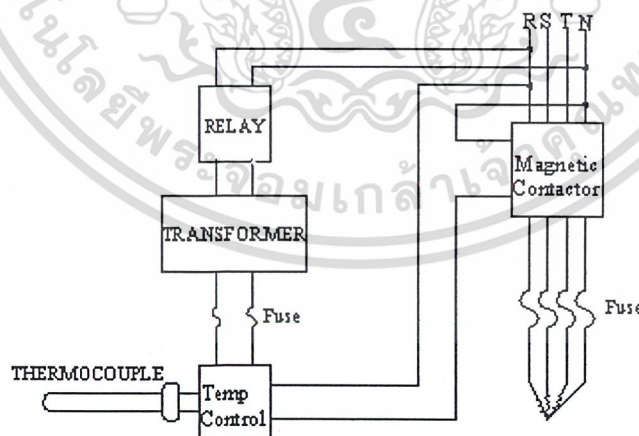 R S T N
RELAY
Magnetic
Contactor
TRANSFORMER
Fuse
Fuse
THERMOCOUPLE
Temp
Control